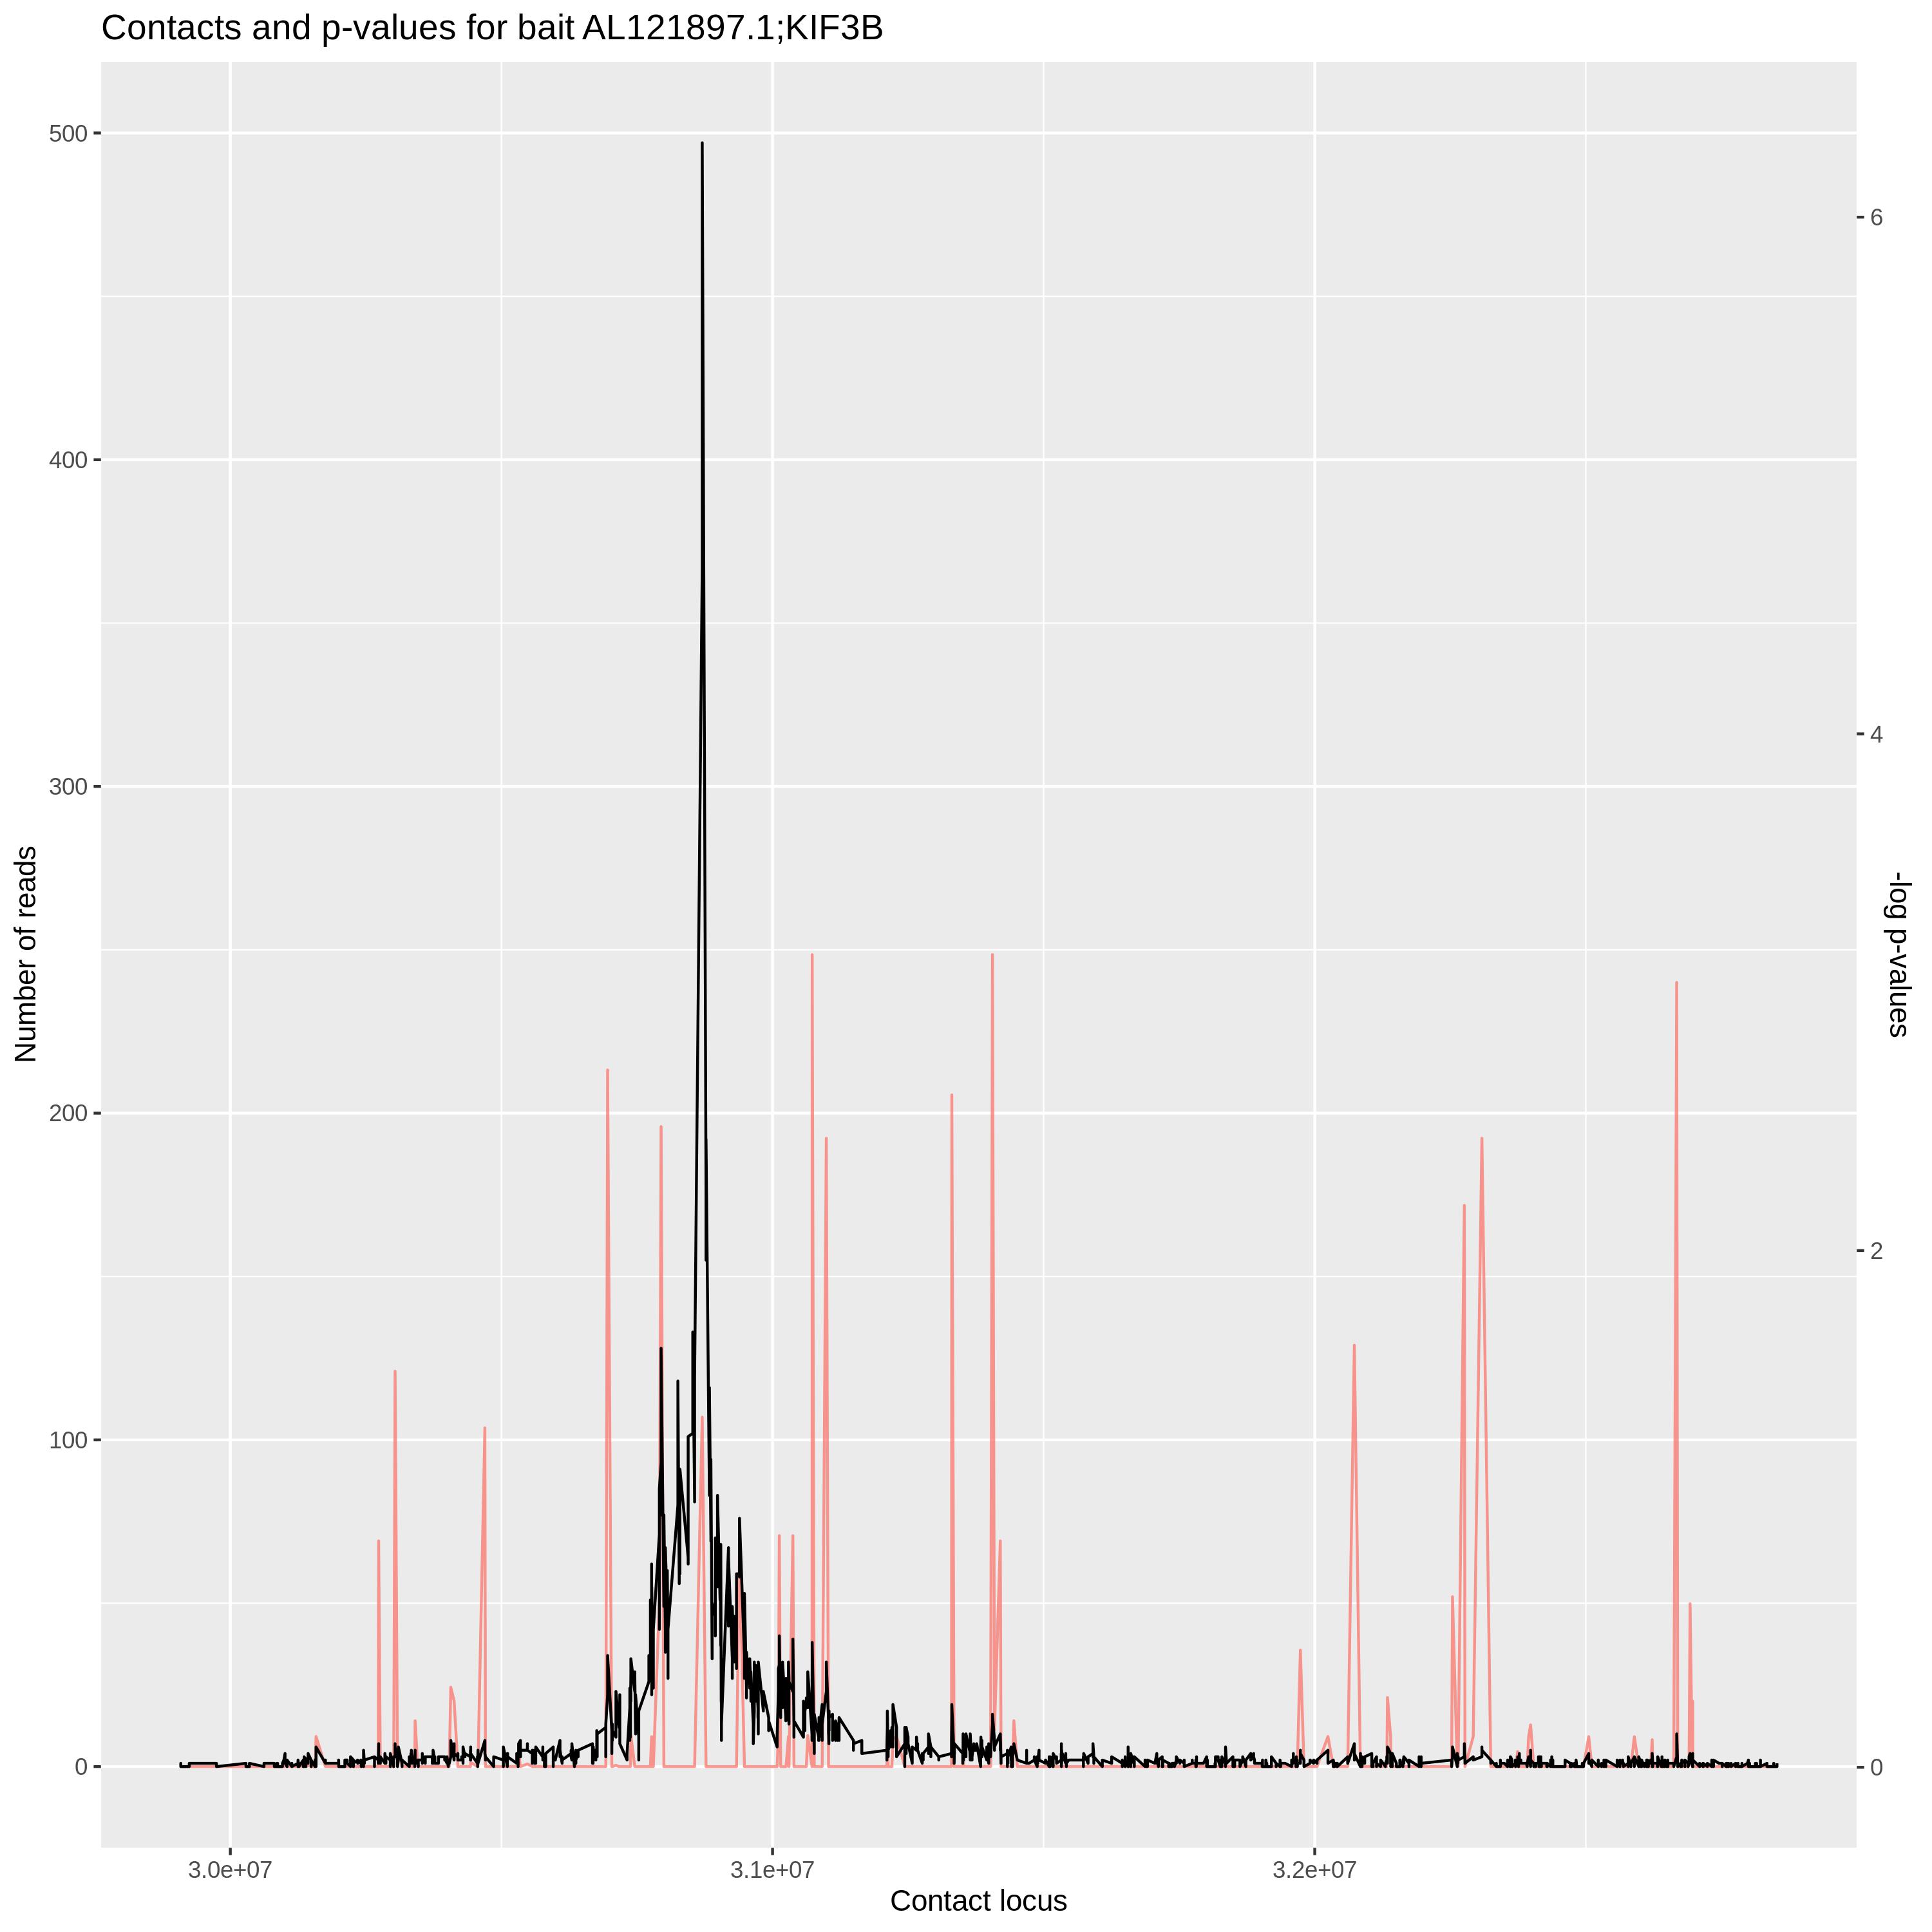 Contacts and p-values for bait AL121897.1;KIF3B
500
400
300
200
100
0
Number of reads
6
4
2
0
-log p-values
3.0e+07
3.1e+07
3.2e+07
Contact locus